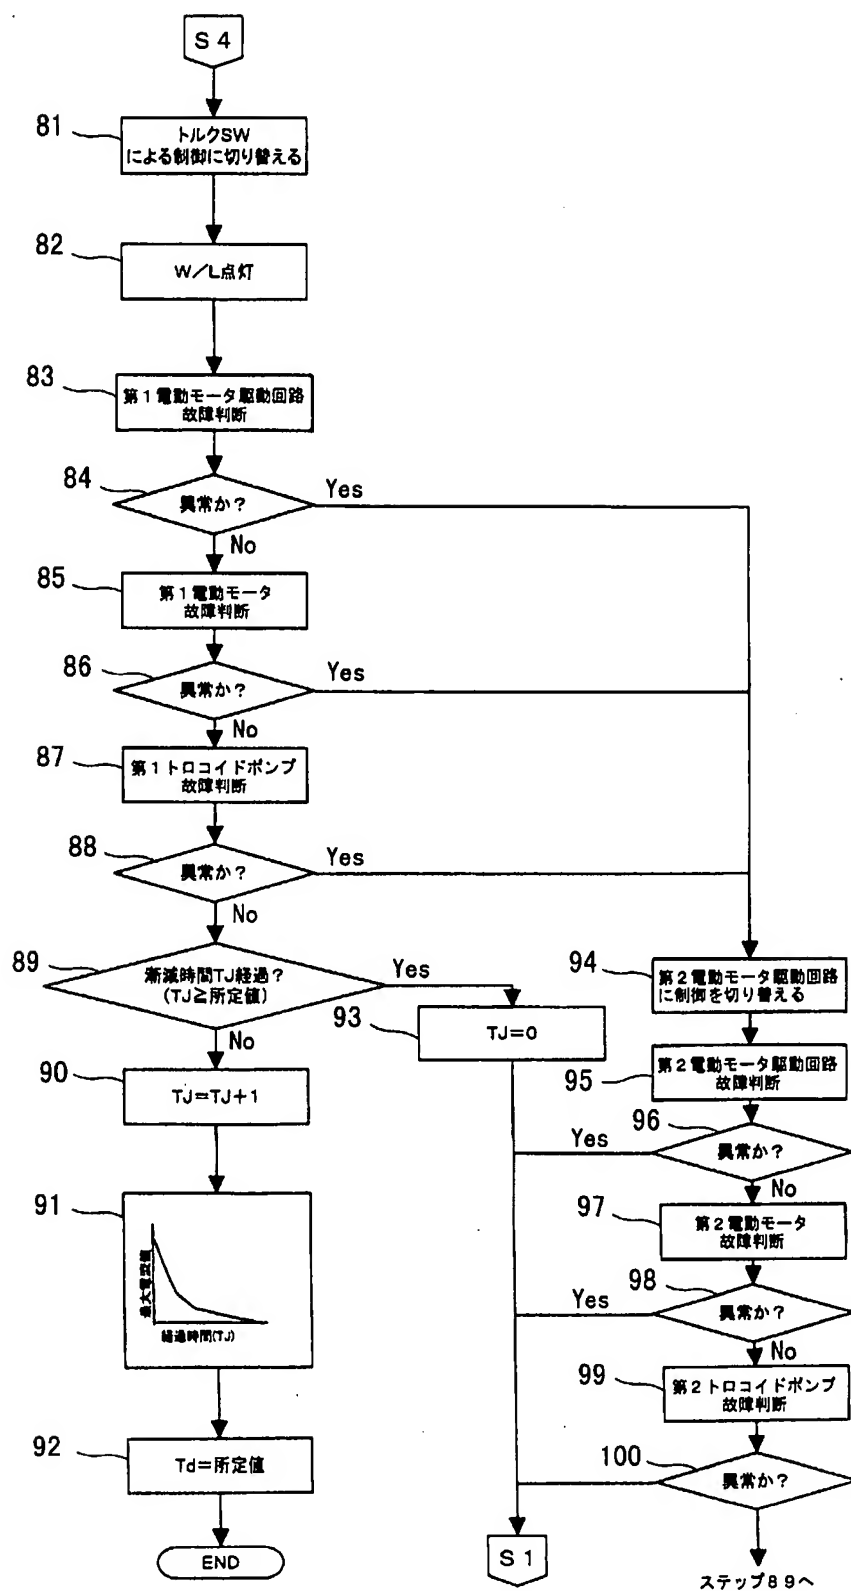 S4
81
トルクSW
による制御に切り替える
82
W/L点灯
83
第1電動モータ駆動回路
故障判断
84
異常か?
Yes
No
85
第1電動モータ
故障判断
86
異常か?
Yes
No
87
第1トロコイドポンプ
故障判断
88
異常か?
Yes
No
89
漸減時間TJ経過?
(TJ≧所定値)
Yes
No
90
TJ=TJ+1
91
最大電流値
経過時間(TJ)
92
Td=所定値
END
93
TJ=0
94
第2電動モータ駆動回路
に制御を切り替える
95
第2電動モータ駆動回路
故障判断
96
異常か?
Yes
No
97
第2電動モータ
故障判断
98
異常か?
Yes
No
99
第2トロコイドポンプ
故障判断
100
異常か?
S1
ステップ89へ